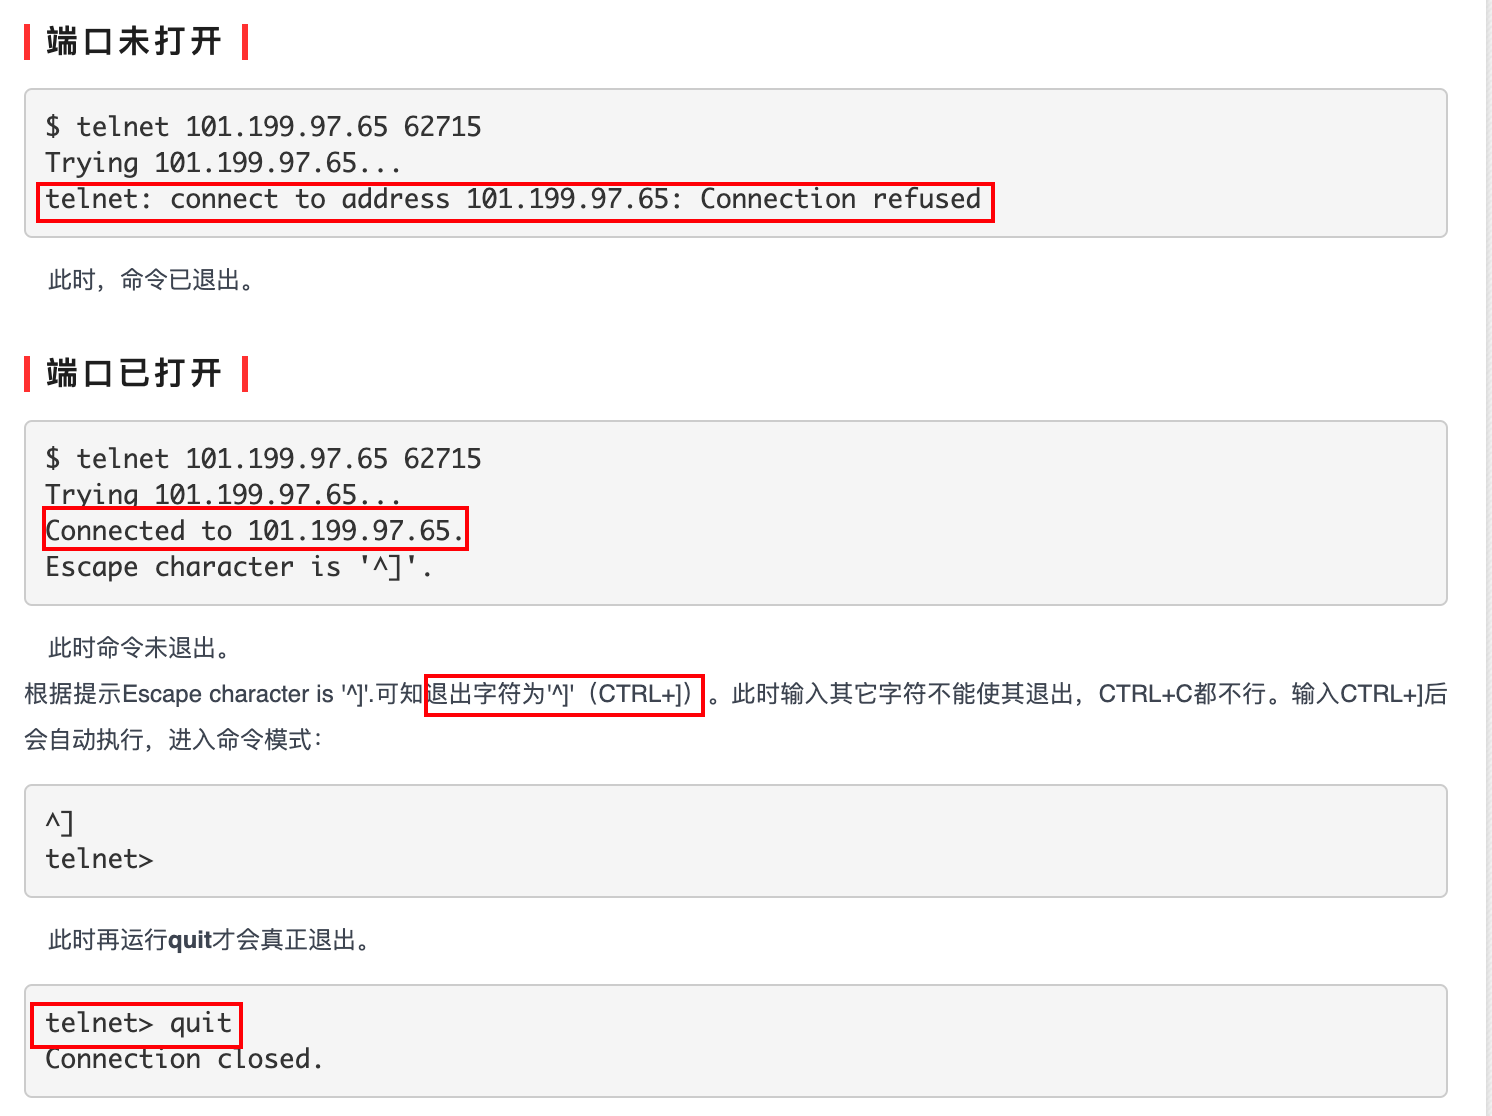 端口未打开
$ telnet 101.199.97.65 62715
Trying 101.199.97.65...
telnet: connect to address 101.199.97.65: Connection refused
此时，命令已退出。
端口已打开
$ telnet 101.199.97.65 62715
Trying 101.199.97.65...
Connected to 101.199.97.65.
Escape character is '^]'.
此时命令未退出。
根据提示Escape character is '^]'.可知退出字符为'^]'（CTRL+]）。此时输入其它字符不能使其退出，CTRL+C都不行。输入CTRL+]后
会自动执行，进入命令模式：
^]
telnet>
此时再运行quit才会真正退出。
telnet> quit
Connection closed.